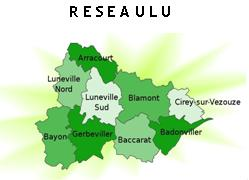 RESEAULU
Arracourt
Luneville
Nord
Luneville
Sud
Blamont
Cirey-sur-Vezouze
Bayon
Gerbeviller
Baccarat
Badonviller